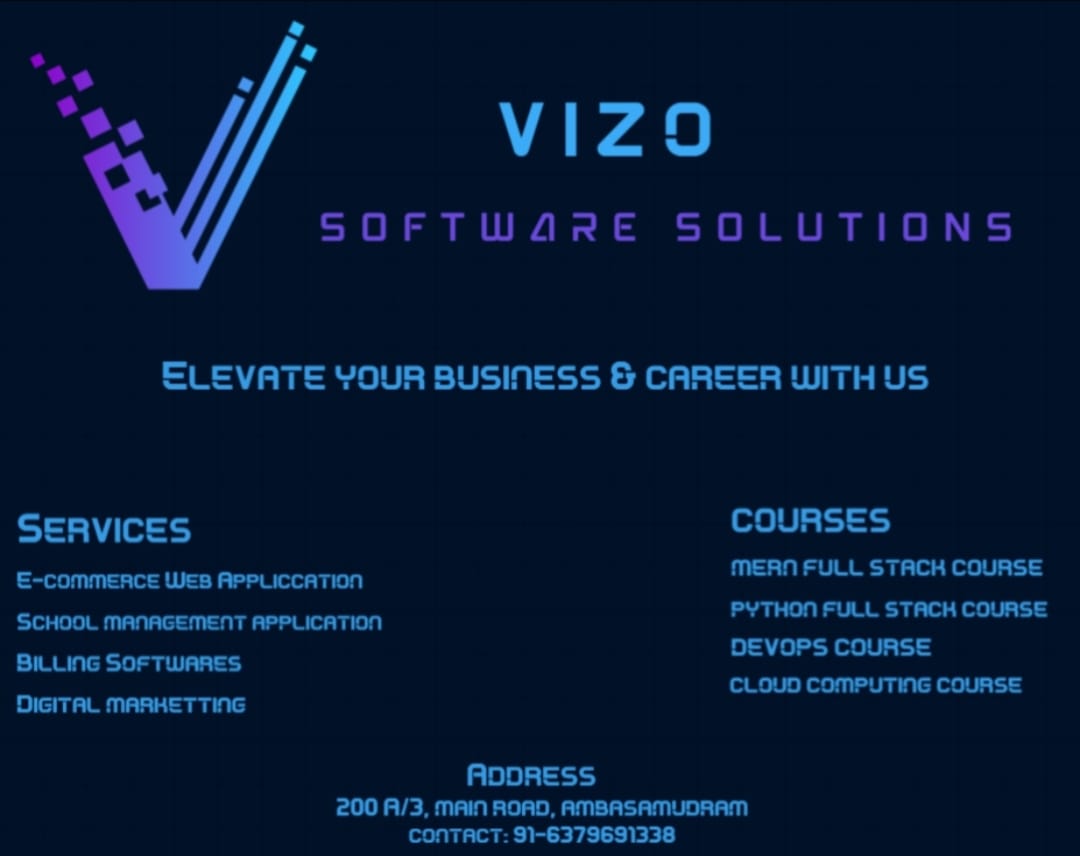 VIZO
SOFTWARE SOLUTIONS
Elevate your business & career with us
Services
E-commerce Web Appliccation
School management application
Billing Softwares
Digital marketting
COURSES
MERN FULL STACK COURSE
PYTHON FULL STACK COURSE
DEVOPS COURSE
CLOUD COMPUTING COURSE
Address
200 A/3, main road, ambasamudram
contact: 91-6379691338